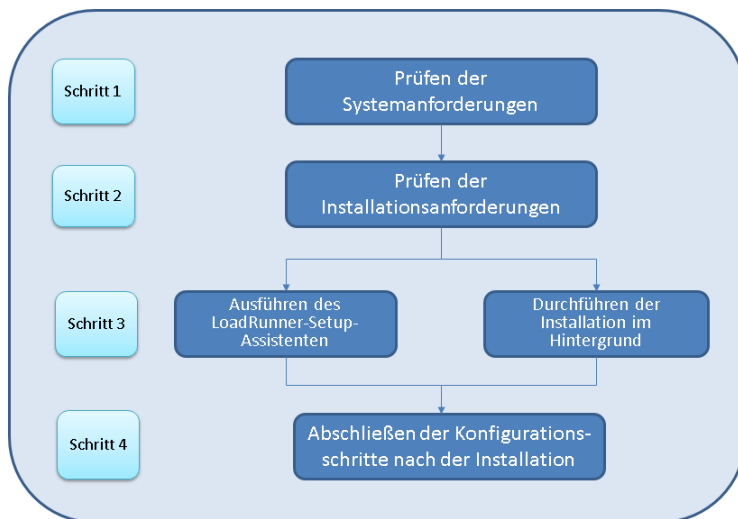 Schritt 1
Prüfen der
Systemanforderungen
Schritt 2
Prüfen der
Installationsanforderungen
Schritt 3
Ausführen des
LoadRunner-Setup-
Assistenten
Durchführen der
Installation im
Hintergrund
Schritt 4
Abschließen der Konfigurations-
schritte nach der Installation